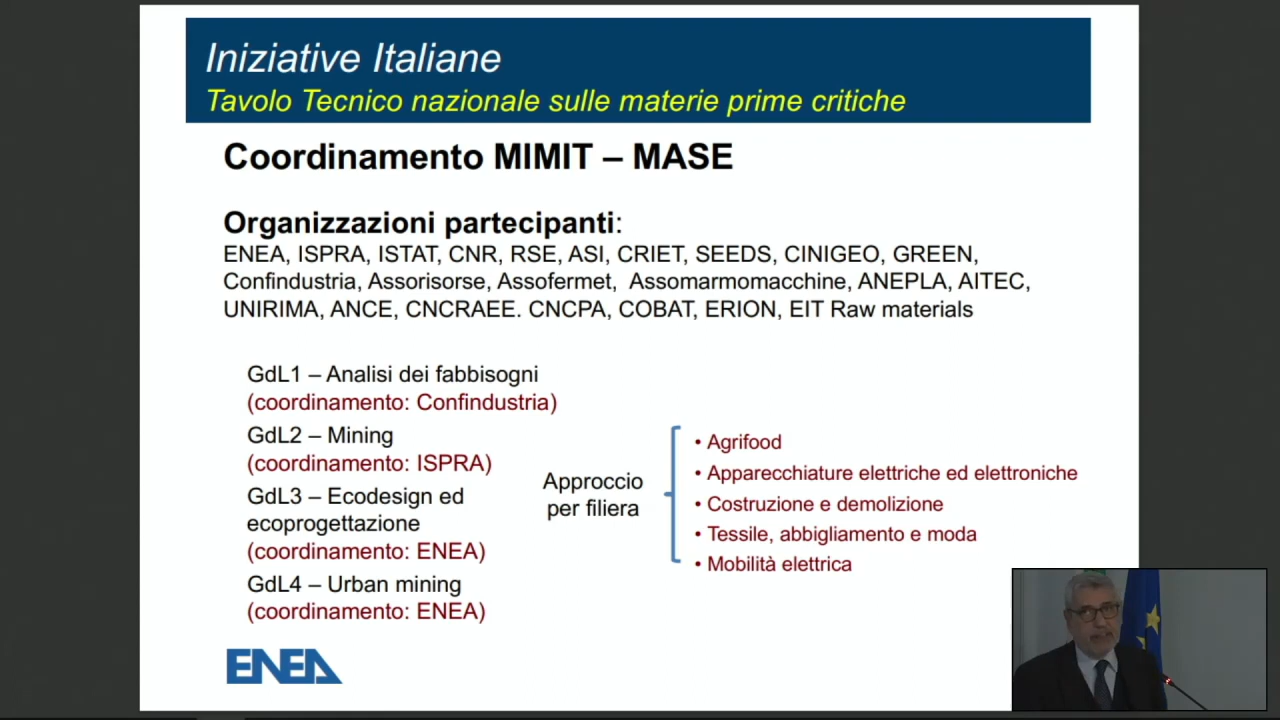 Iniziative Italiane
Tavolo Tecnico nazionale sulle materie prime critiche
Coordinamento MIMIT – MASE
Organizzazioni partecipanti:
ENEA, ISPRA, ISTAT, CNR, RSE, ASI, CRIET, SEEDS, CINIGEO, GREEN,
Confindustria, Assorisorse, Assofermet, Assomarmomacchine, ANEPLA, AITEC,
UNIRIMA, ANCE, CNCRAEE. CNCPA, COBAT, ERION, EIT Raw materials
GdL1 – Analisi dei fabbisogni
(coordinamento: Confindustria)
GdL2 – Mining
(coordinamento: ISPRA)
GdL3 – Ecodesign ed
ecoprogettazione
(coordinamento: ENEA)
GdL4 – Urban mining
(coordinamento: ENEA)
Approccio
per filiera
• Agrifood
• Apparecchiature elettriche ed elettroniche
• Costruzione e demolizione
• Tessile, abbigliamento e moda
• Mobilità elettrica
ENEA